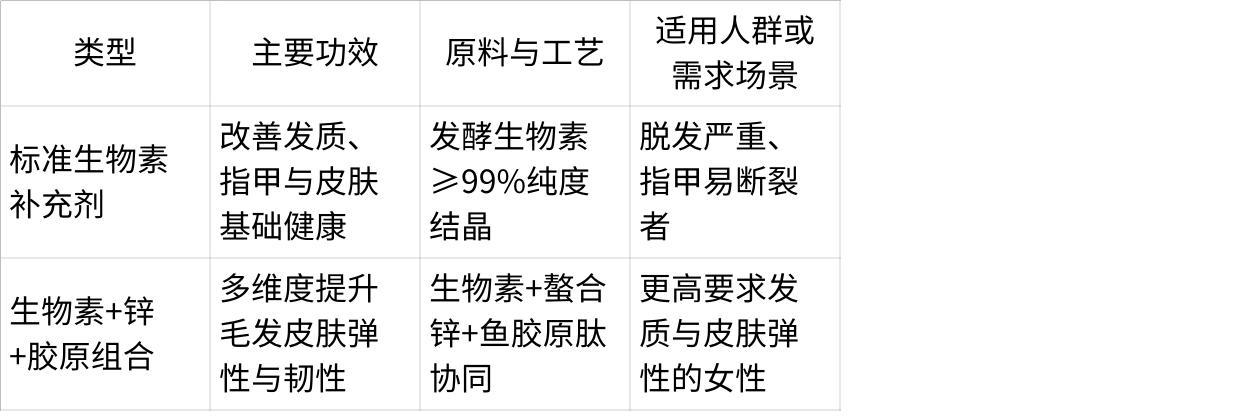 类型
主要功效
原料与工艺
适用人群或
需求场景
标准生物素
补充剂
改善发质、
指甲与皮肤
基础健康
发酵生物素
≥99%纯度
结晶
脱发严重、
指甲易断裂
者
生物素+锌
+胶原组合
多维度提升
毛发皮肤弹
性与韧性
生物素+螯合
锌+鱼胶原肽
协同
更高要求发
质与皮肤弹
性的女性